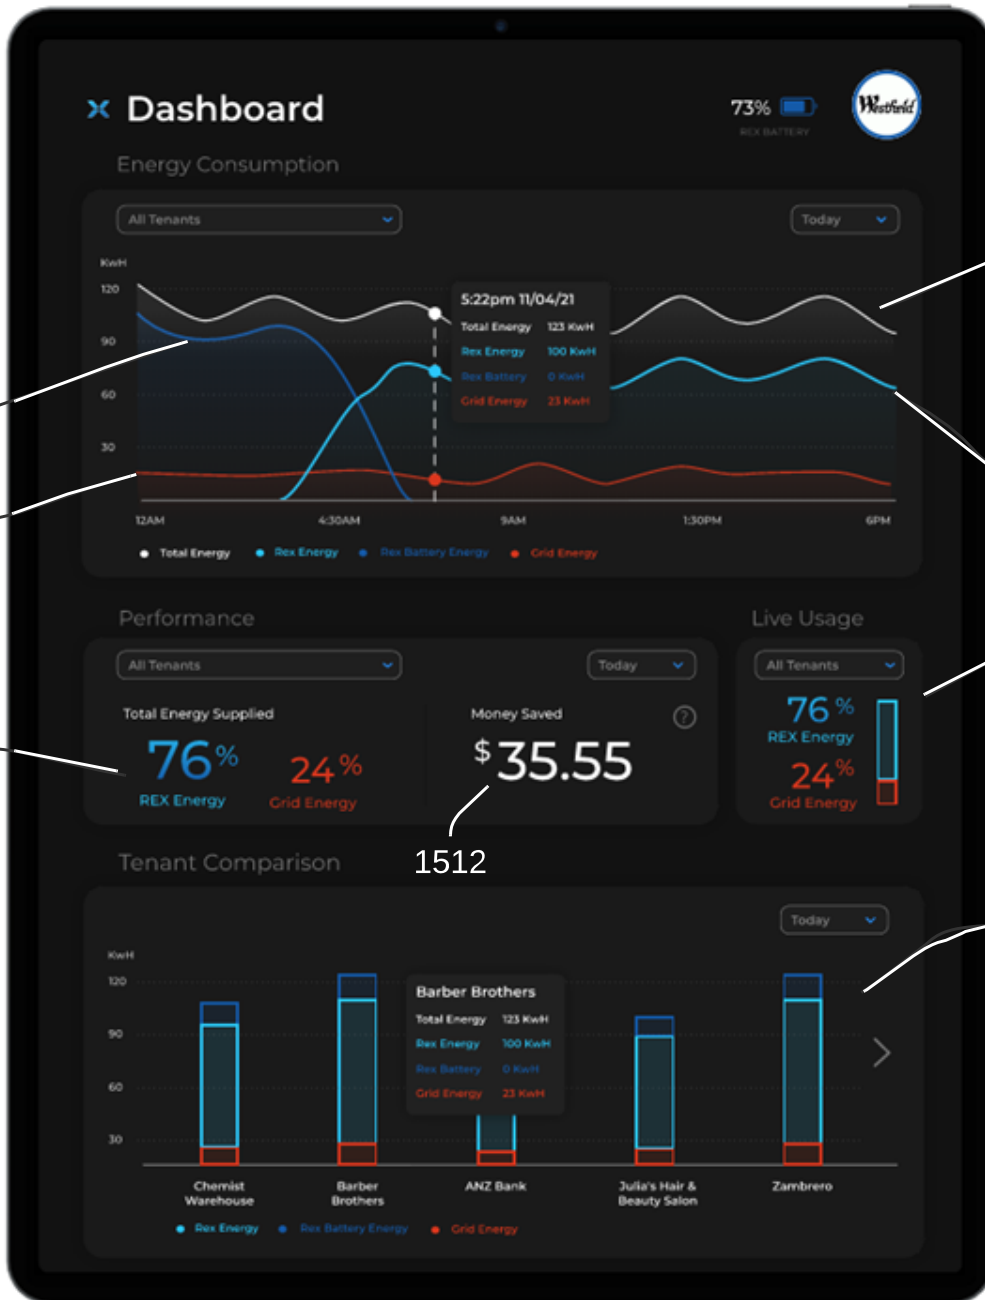 Dashboard
73%
REX BATTERY
Westfield
Energy Consumption
All Tenants
Today
KwH
120
90
60
30
5:22pm 11/04/21
Total Energy 123 KwH
Rex Energy 100 KwH
Rex Battery 0 KwH
Grid Energy 23 KwH
12AM 4:30AM 9AM 1:30PM 6PM
Total Energy Rex Energy Rex Battery Energy Grid Energy
Performance
All Tenants
Today
Total Energy Supplied
76%
REX Energy
24%
Grid Energy
Money Saved
?
$35.55
1512
Live Usage
All Tenants
76%
REX Energy
24%
Grid Energy
Tenant Comparison
Today
KwH
120
90
60
30
Barber Brothers
Total Energy 123 KwH
Rex Energy 100 KwH
Rex Battery 0 KwH
Grid Energy 23 KwH
Chemist
Warehouse
Barber
Brothers
ANZ Bank
Julia's Hair &
Beauty Salon
Zambrero
Rex Energy Rex Battery Energy Grid Energy